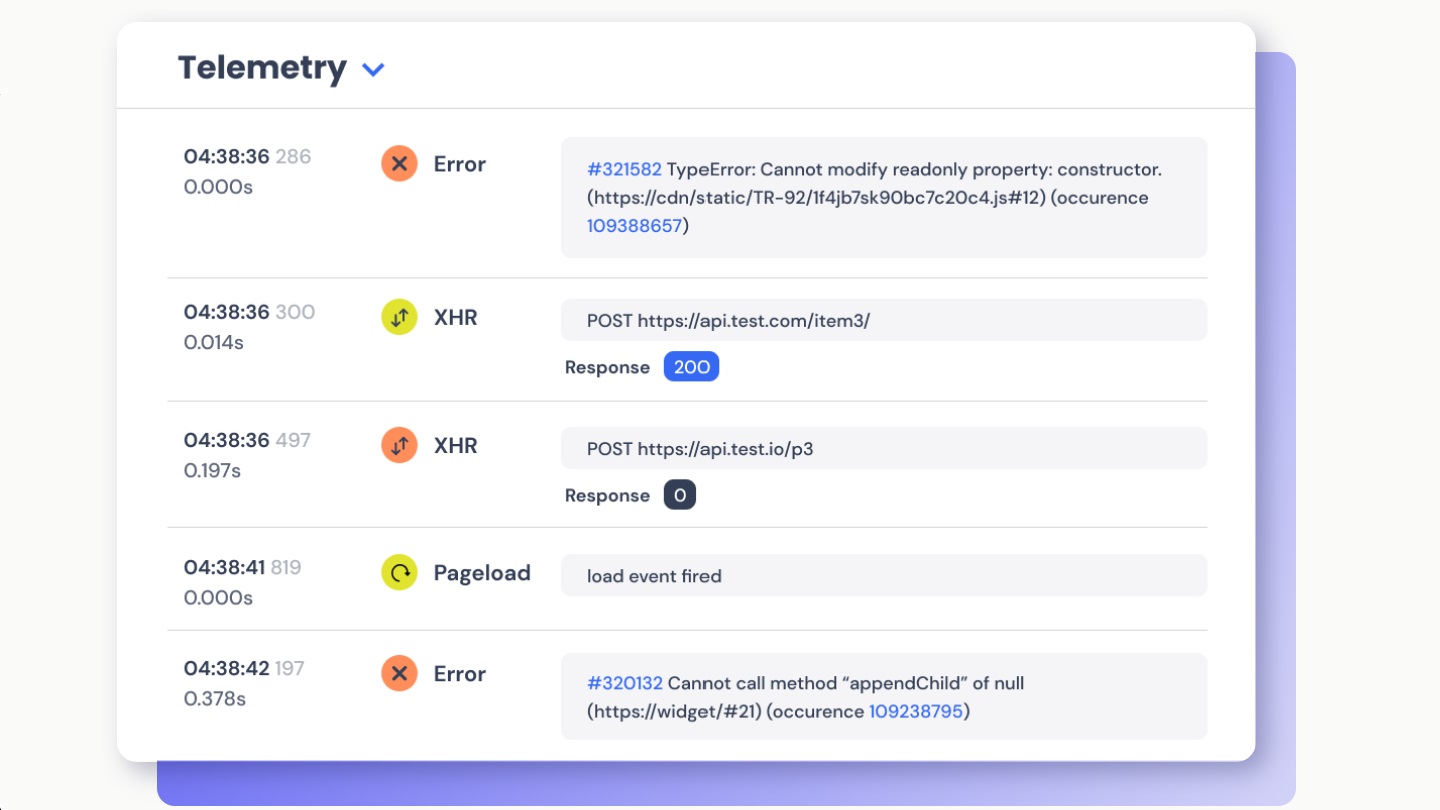 Telemetry
04:38:36 286
0.000s
Error
#321582 TypeError: Cannot modify readonly property: constructor.
(https://cdn/static/TR-92/1f4jb7sk90bc7c20c4.js#12) (occurence
109388657)
04:38:36 300
0.014s
XHR
POST https://api.test.com/item3/
Response 200
04:38:36 497
0.197s
XHR
POST https://api.test.io/p3
Response 0
04:38:41 819
0.000s
Pageload
load event fired
04:38:42 197
0.378s
Error
#320132 Cannot call method “appendChild” of null
(https://widget/#21) (occurence 109238795)